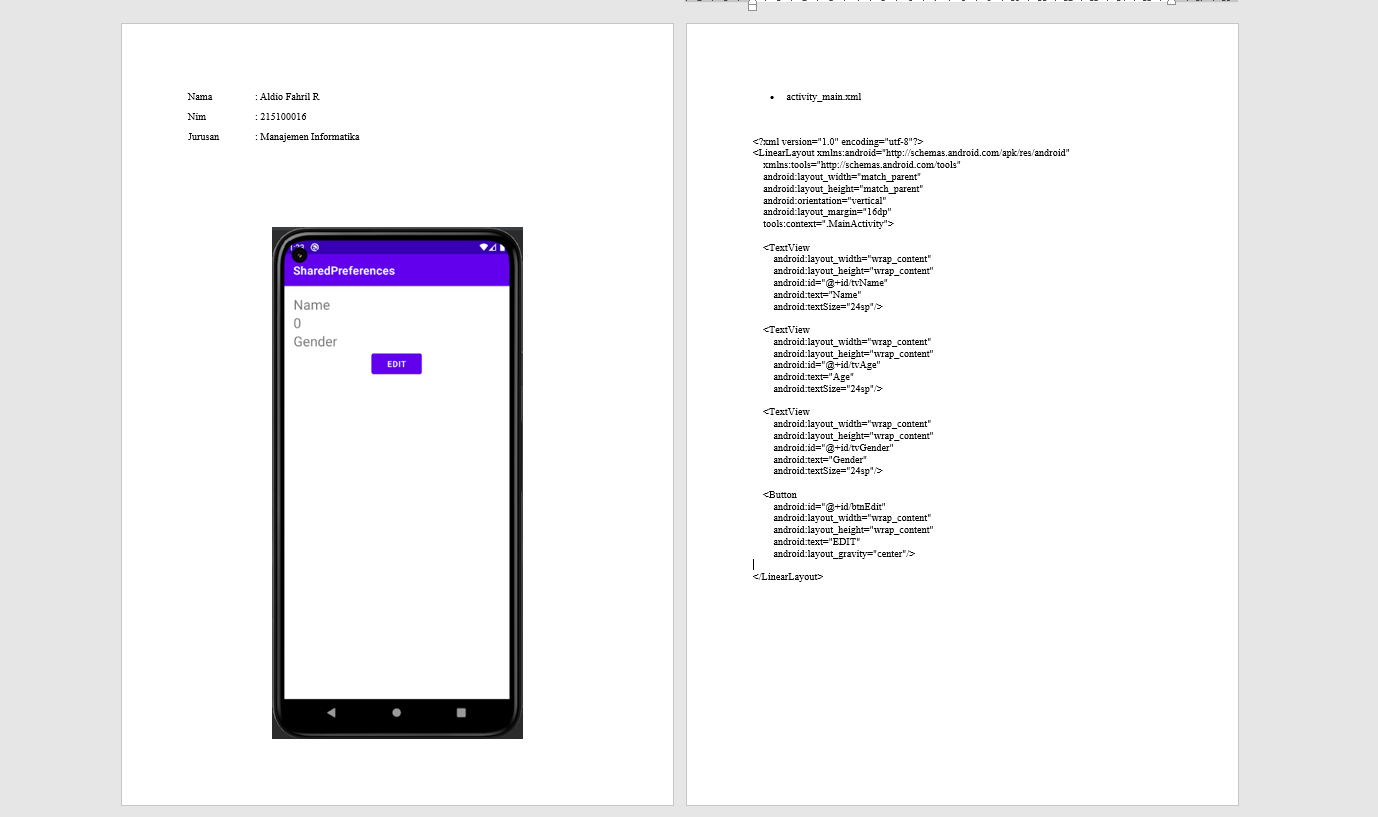 Nama : Aldio Fahril R
Nim : 215100016
Jurusan : Manajemen Informatika
SharedPreferences
Name
0
Gender
EDIT
• activity_main.xml
<?xml version="1.0" encoding="utf-8"?>
<LinearLayout xmlns:android="http://schemas.android.com/apk/res/android"
xmlns:tools="http://schemas.android.com/tools"
android:layout_width="match_parent"
android:layout_height="match_parent"
android:orientation="vertical"
android:layout_margin="16dp"
tools:context=".MainActivity">
<TextView
android:layout_width="wrap_content"
android:layout_height="wrap_content"
android:id="@+id/tvName"
android:text="Name"
android:textSize="24sp"/>
<TextView
android:layout_width="wrap_content"
android:layout_height="wrap_content"
android:id="@+id/tvAge"
android:text="Age"
android:textSize="24sp"/>
<TextView
android:layout_width="wrap_content"
android:layout_height="wrap_content"
android:id="@+id/tvGender"
android:text="Gender"
android:textSize="24sp"/>
<Button
android:id="@+id/btnEdit"
android:layout_width="wrap_content"
android:layout_height="wrap_content"
android:text="EDIT"
android:layout_gravity="center"/>
</LinearLayout>